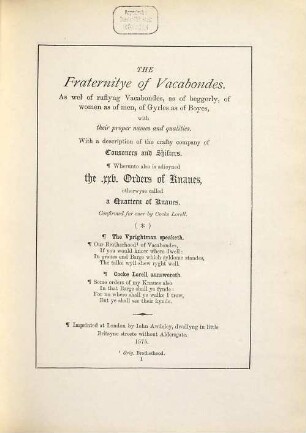 THE
Fraternitye of Vacabondes.
As wel of ruflyng Vacabondes, as of beggerly, of
women as of men, of Gyrles as of Boyes,
with
their proper names and qualities.
With a description of the crafty company of
Cousoners and Shifters.
¶ Wherunto also is adioyned
the .xxv. Orders of Knaues,
otherwyse called
a Quartern of Knaues.
Confirmed for euer by Cocke Lorell.
( * )
¶ The Vprightman speaketh.
¶ Our Brotherhood¹ of Vacabondes,
If you would know where dwell:
In graues end Barge which syldome standes,
The talke wyll shew ryght well.
¶ Cocke Lorell aunswereth.
¶ Some orders of my Knaues also
In that Barge shall ye fynde:
For no where shall ye walke I trow,
But ye shall see their kynde.
¶ Imprinted at London by Iohn Awdeley, dwellyng in little
Britayne streete without Aldersgate.
1575.
¹ Orig. Brothethood.
1